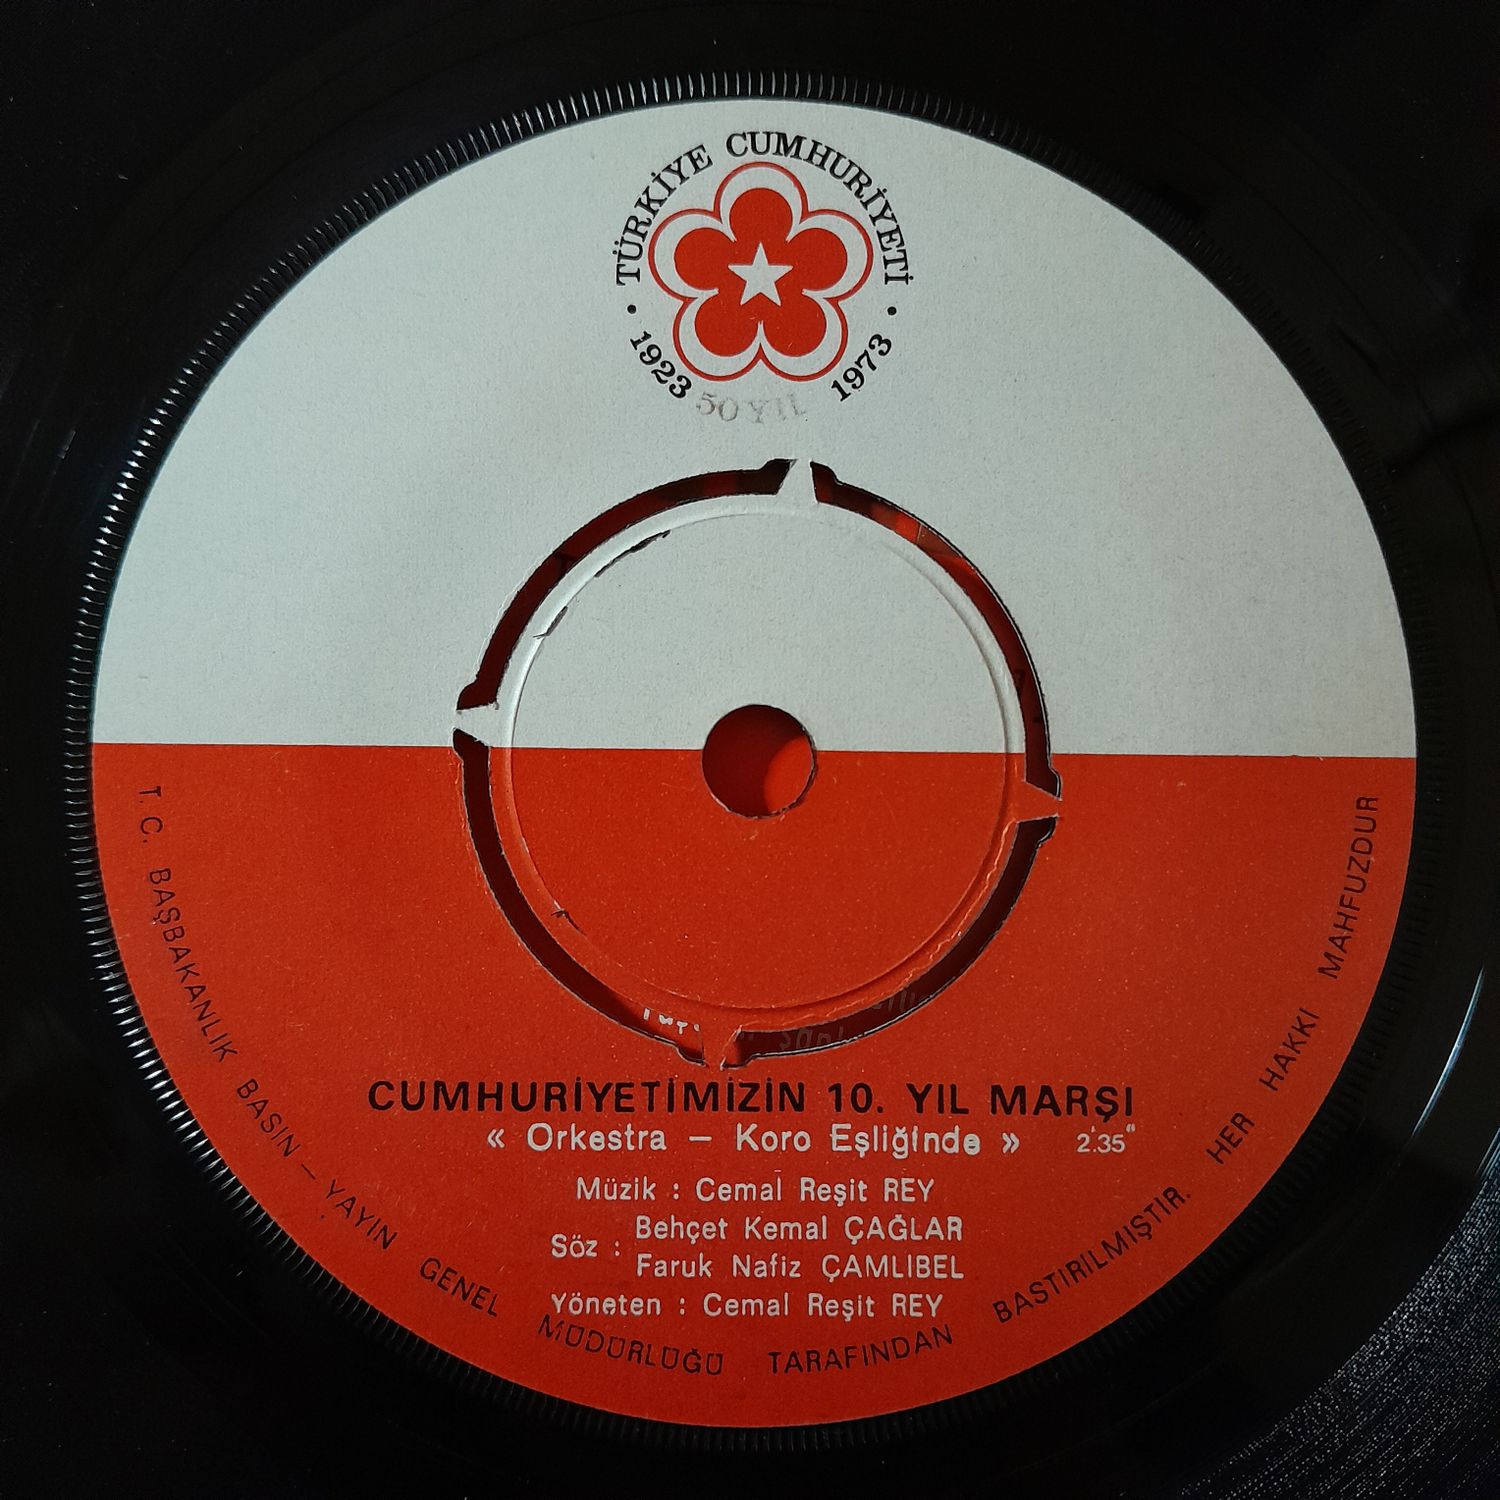 TÜRKİYE CUMHURİYETİ
1923 50 YIL 1973
CUMHURİYETİMİZİN 10. YIL MARŞI
« Orkestra – Koro Eşliğinde » 2'.35"
Müzik : Cemal Reşit REY
Söz : Behçet Kemal ÇAĞLAR
Faruk Nafiz ÇAMLIBEL
Yöneten : Cemal Reşit REY
T. C. BAŞBAKANLIK BASIN – YAYIN GENEL MÜDÜRLÜĞÜ TARAFINDAN BASTIRILMIŞTIR. HER HAKKI MAHFUZDUR